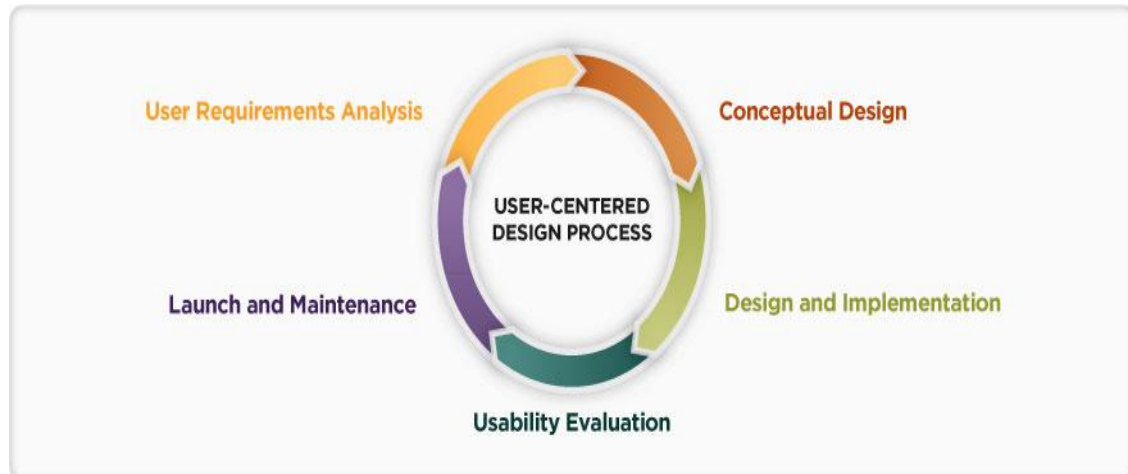 User Requirements Analysis
Conceptual Design
USER-CENTERED
DESIGN PROCESS
Launch and Maintenance
Design and Implementation
Usability Evaluation